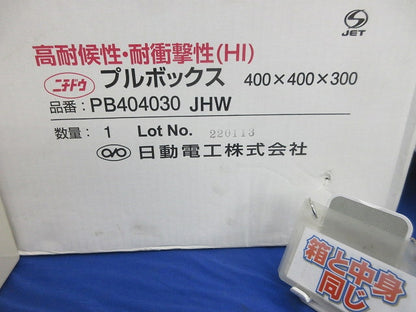 JET
高耐候性・耐衝撃性(HI)
ニチドウ プルボックス 400×400×300
品番：PB404030 JHW
数量：1 Lot No. 220113
日動電工株式会社
箱と中身
同じ